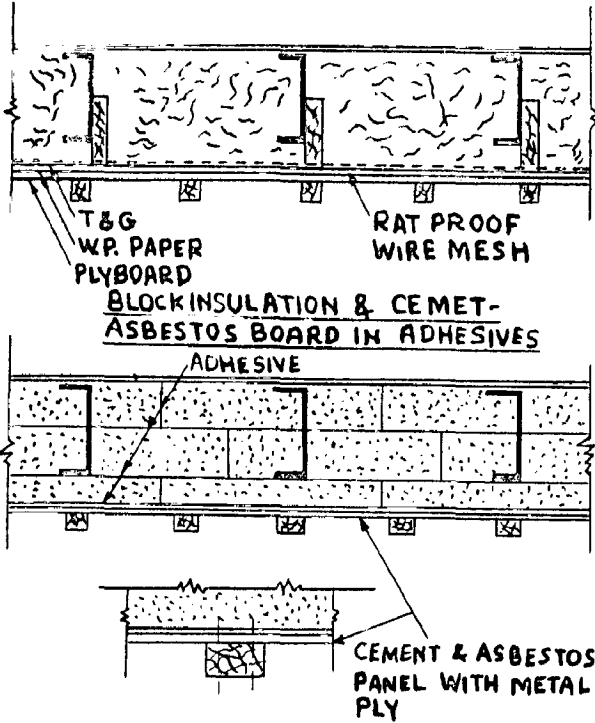 T&G
W.P. PAPER
PLYBOARD
RAT PROOF
WIRE MESH
BLOCK INSULATION & CEMET-
ASBESTOS BOARD IN ADHESIVES
ADHESIVE
CEMENT & ASBESTOS
PANEL WITH METAL
PLY